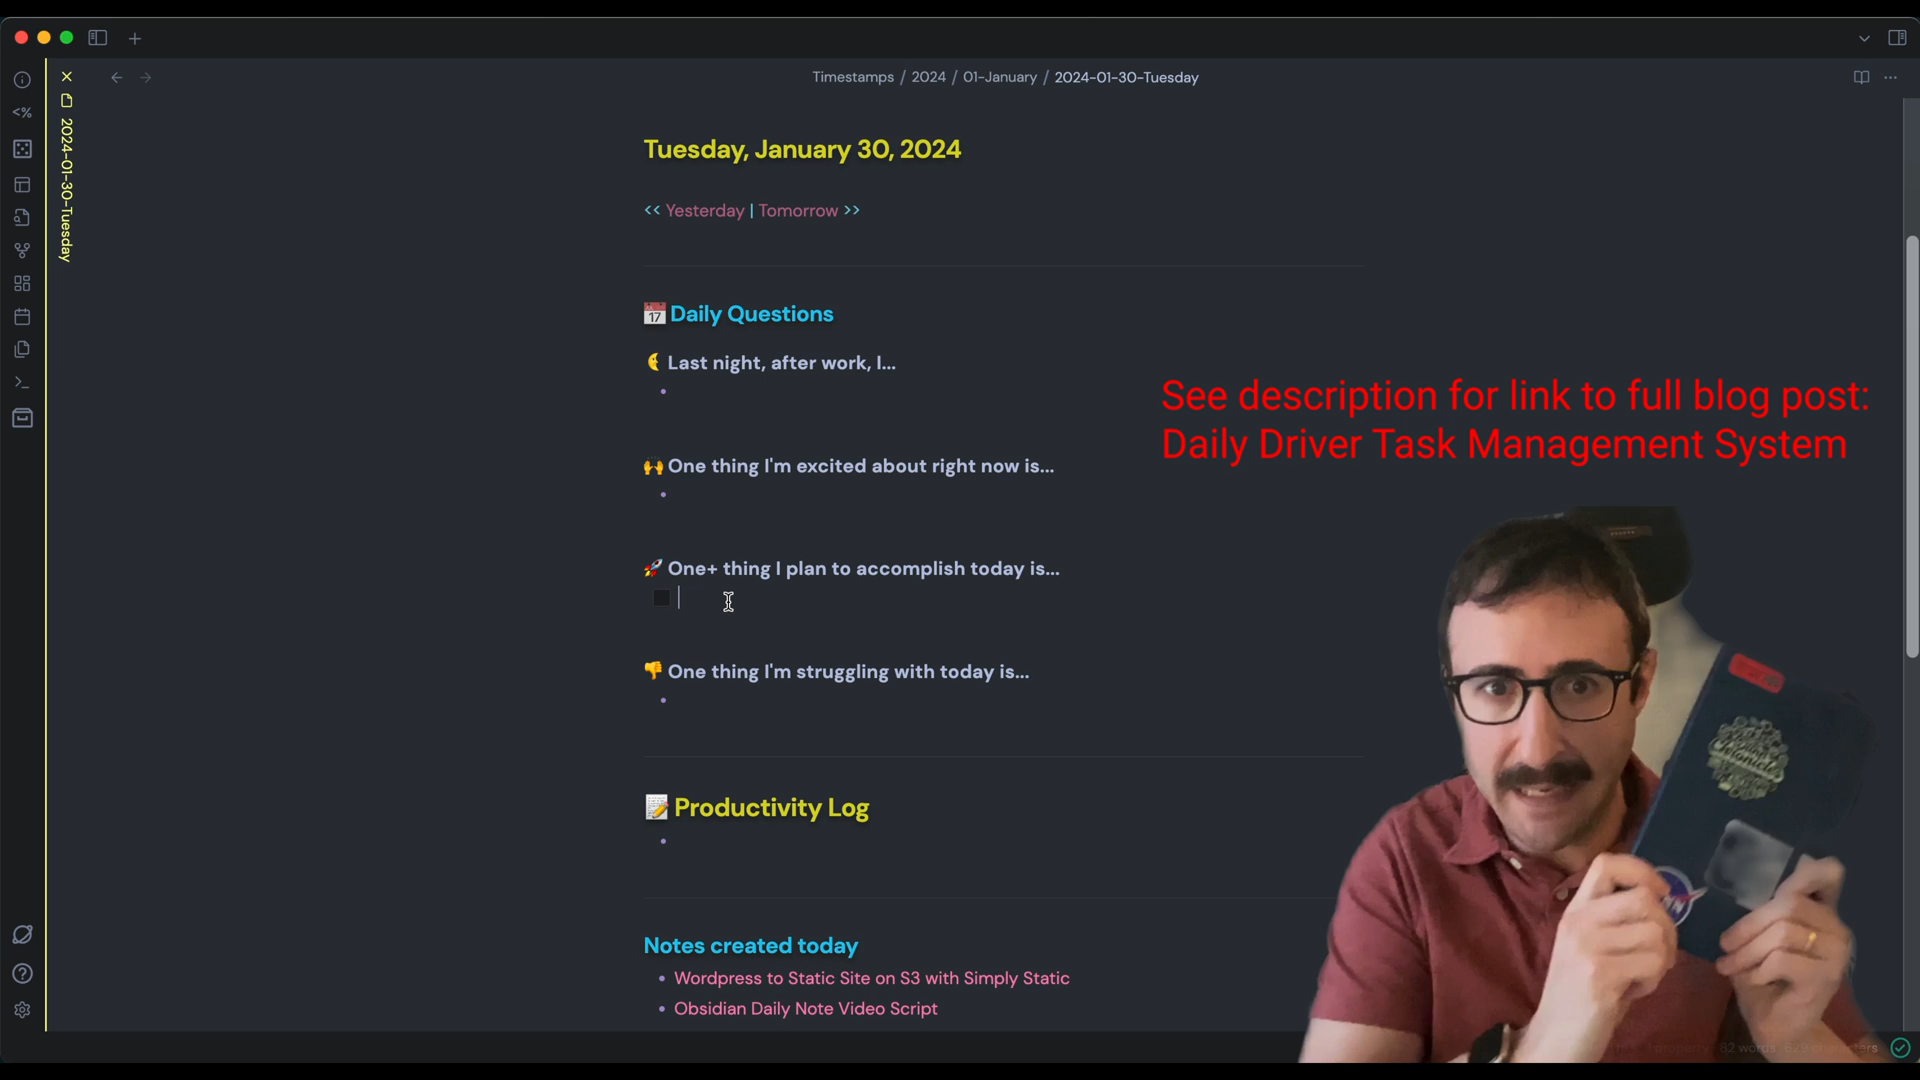 Timestamps / 2024 / 01-January / 2024-01-30-Tuesday
2024-01-30-Tuesday
Tuesday, January 30, 2024
<< Yesterday | Tomorrow >>
17 Daily Questions
Last night, after work, I...
One thing I'm excited about right now is...
One+ thing I plan to accomplish today is...
One thing I'm struggling with today is...
Productivity Log
Notes created today
Wordpress to Static Site on S3 with Simply Static
Obsidian Daily Note Video Script
See description for link to full blog post:
Daily Driver Task Management System
82 words